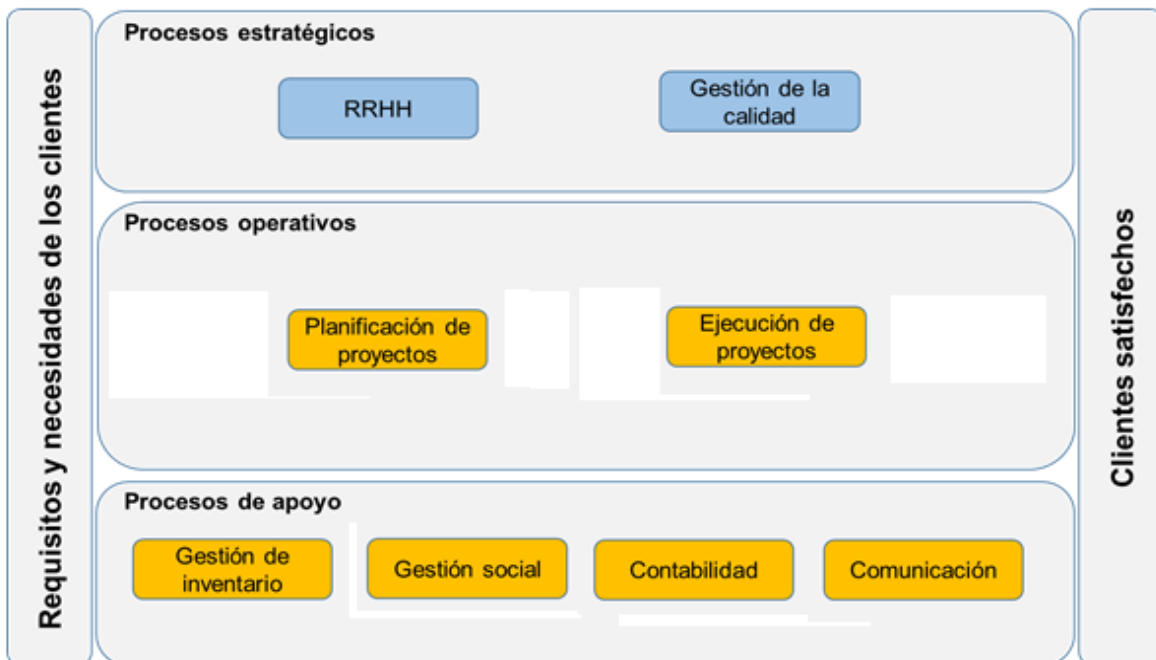 Requisitos y necesidades de los clientes
Procesos estratégicos
RRHH
Gestión de la
calidad
Procesos operativos
Planificación de
proyectos
Ejecución de
proyectos
Procesos de apoyo
Gestión de
inventario
Gestión social
Contabilidad
Comunicación
Clientes satisfechos